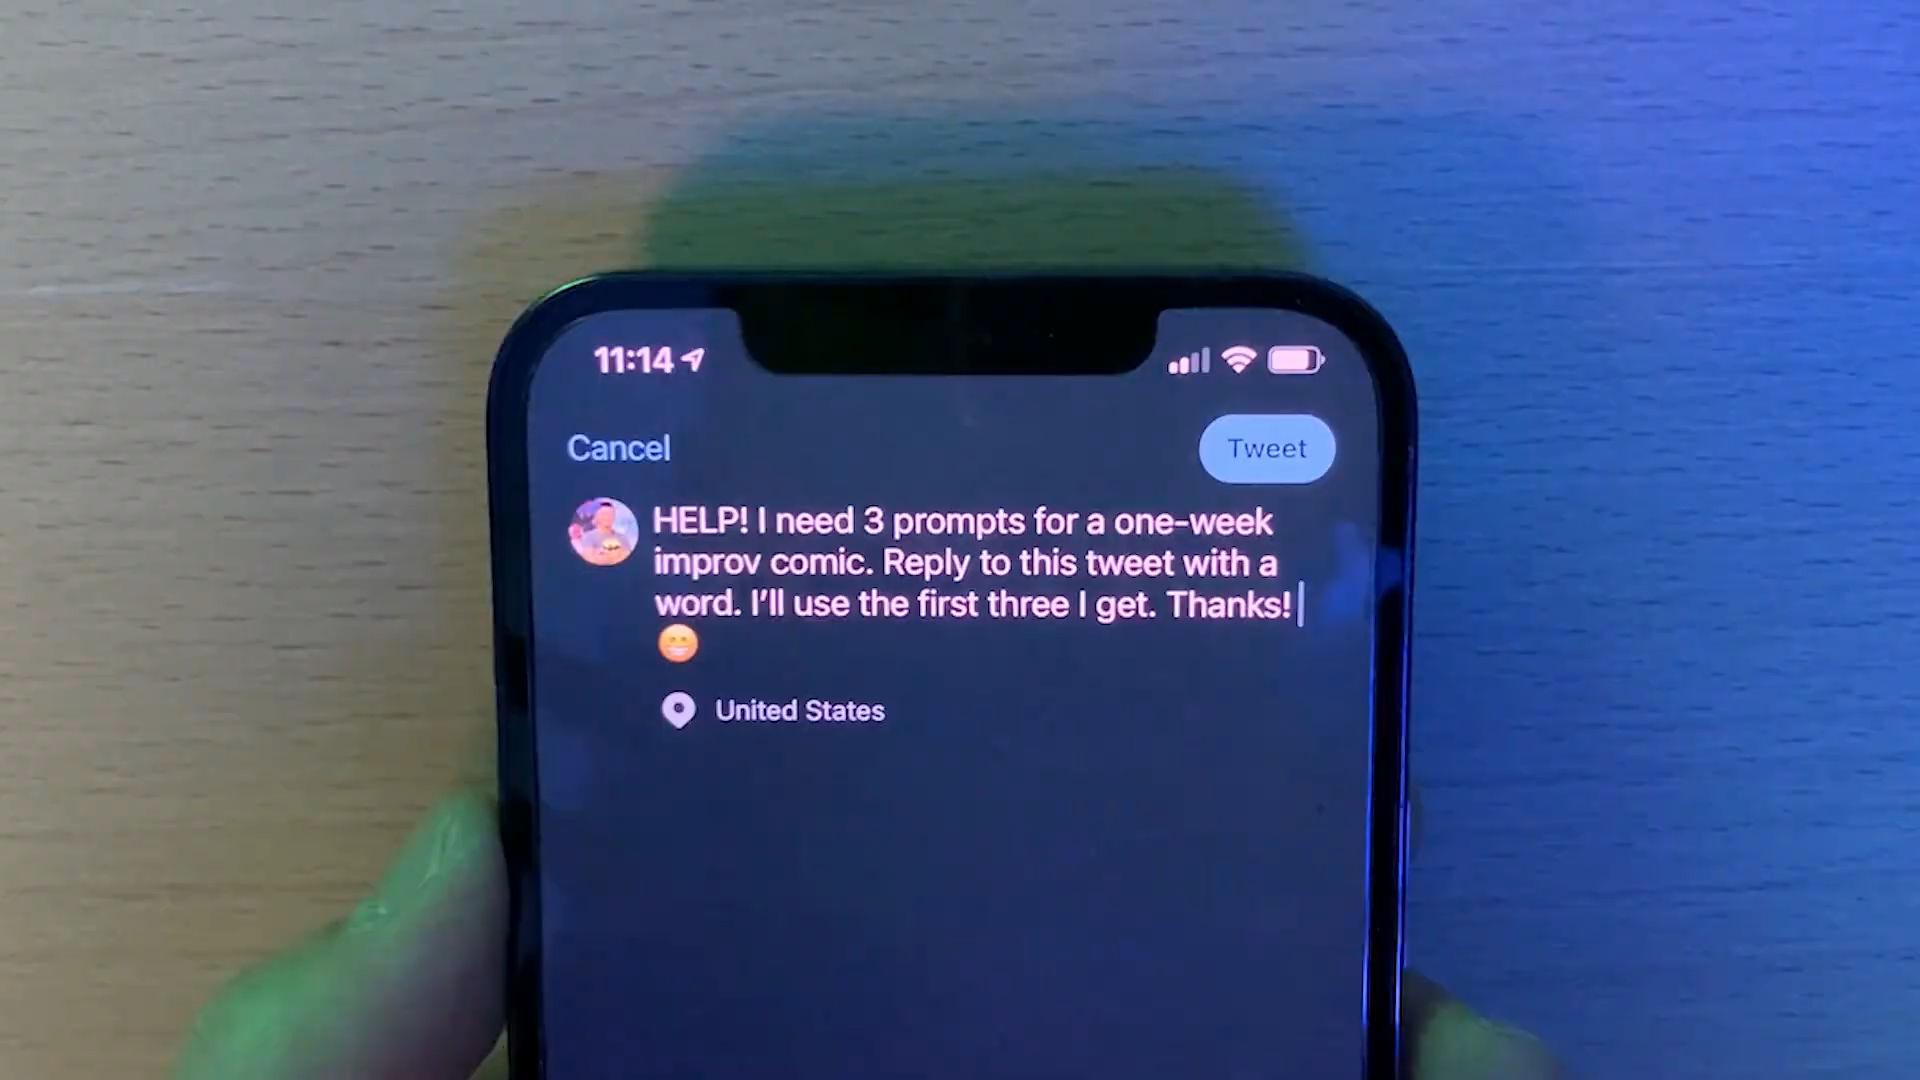 11:14
Cancel
Tweet
HELP! I need 3 prompts for a one-week
improv comic. Reply to this tweet with a
word. I’ll use the first three I get. Thanks!
😁
United States